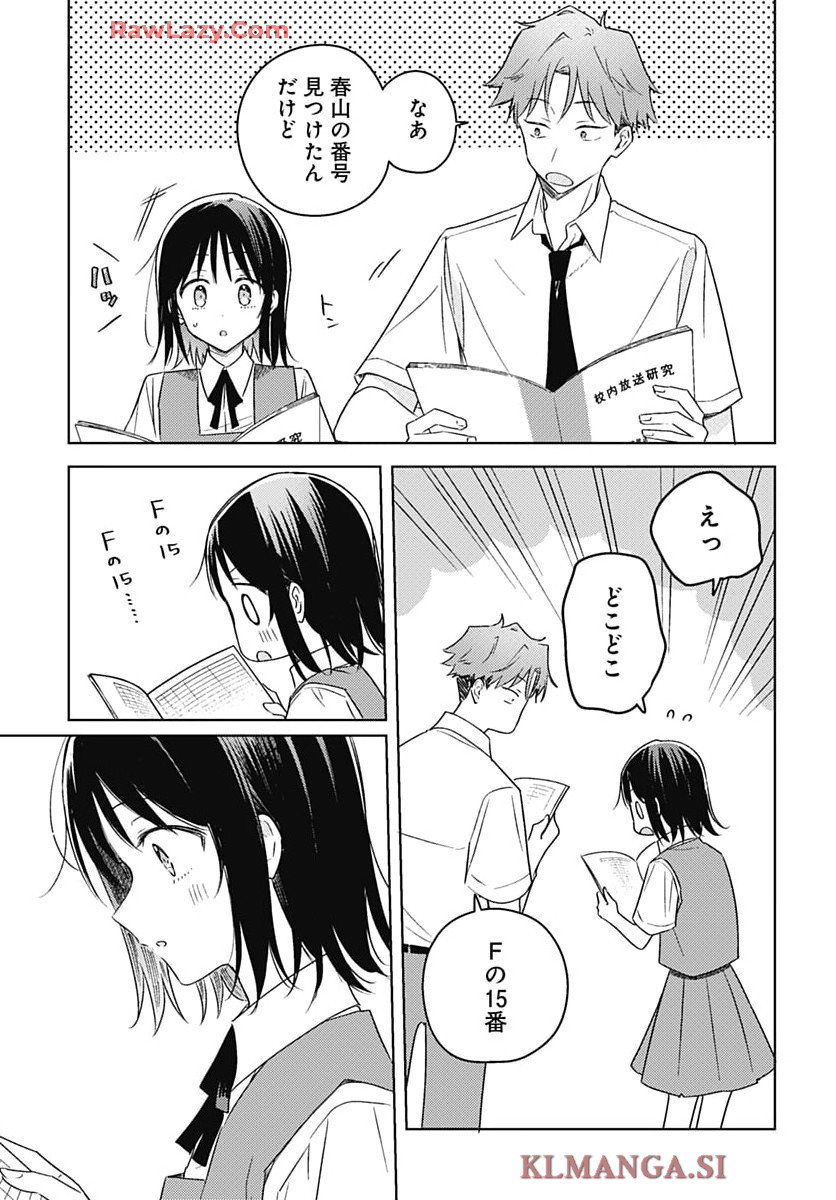 RawLazy.Com
なあ
春山の番号
見つけたん
だけど
ハッ
トン
校内放送研究
研究
えっ
どこどこ
Fの15番
Fの15
Fの15……
KLMANGA.SI